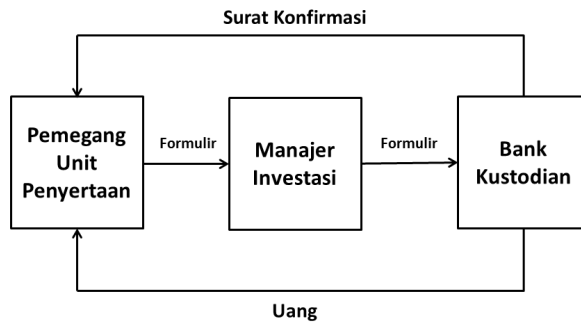 Surat Konfirmasi
Pemegang
Unit
Penyertaan
Formulir
Manajer
Investasi
Formulir
Bank
Kustodian
Uang